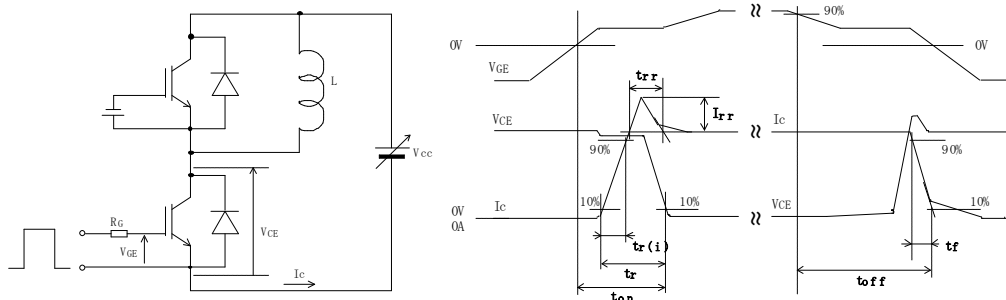 L
Vcc
RG
VGE
VCE
Ic
0V
VGE
trr
Irr
VCE
90%
10%
10%
Ic
0V
0A
tr(i)
tr
ton
90%
0V
Ic
90%
VCE
10%
tf
toff